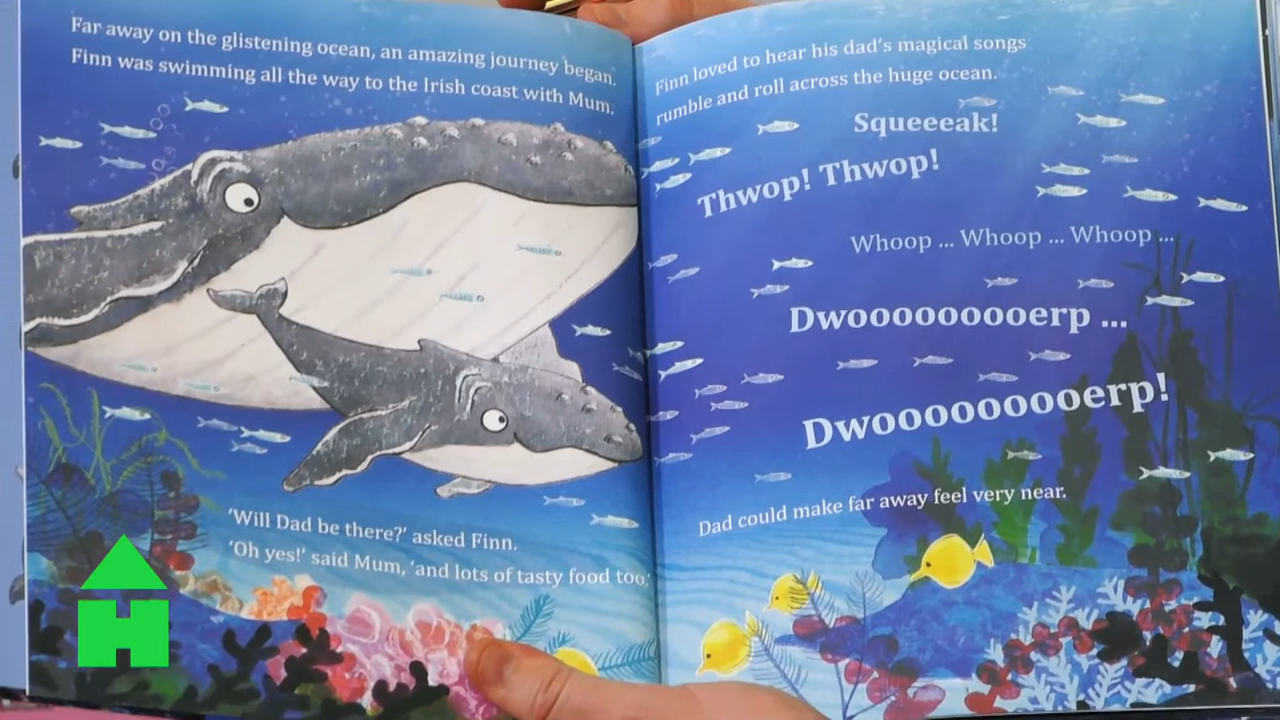 Far away on the glistening ocean, an amazing journey began.
Finn was swimming all the way to the Irish coast with Mum.
‘Will Dad be there?’ asked Finn.
‘Oh yes!’ said Mum, ‘and lots of tasty food too.’
Finn loved to hear his dad’s magical songs
rumble and roll across the huge ocean.
Squeeeak!
Thwop! Thwop!
Whoop ... Whoop ... Whoop ...
Dwooooooooerp ...
Dwoooooooooerp!
Dad could make far away feel very near.
H